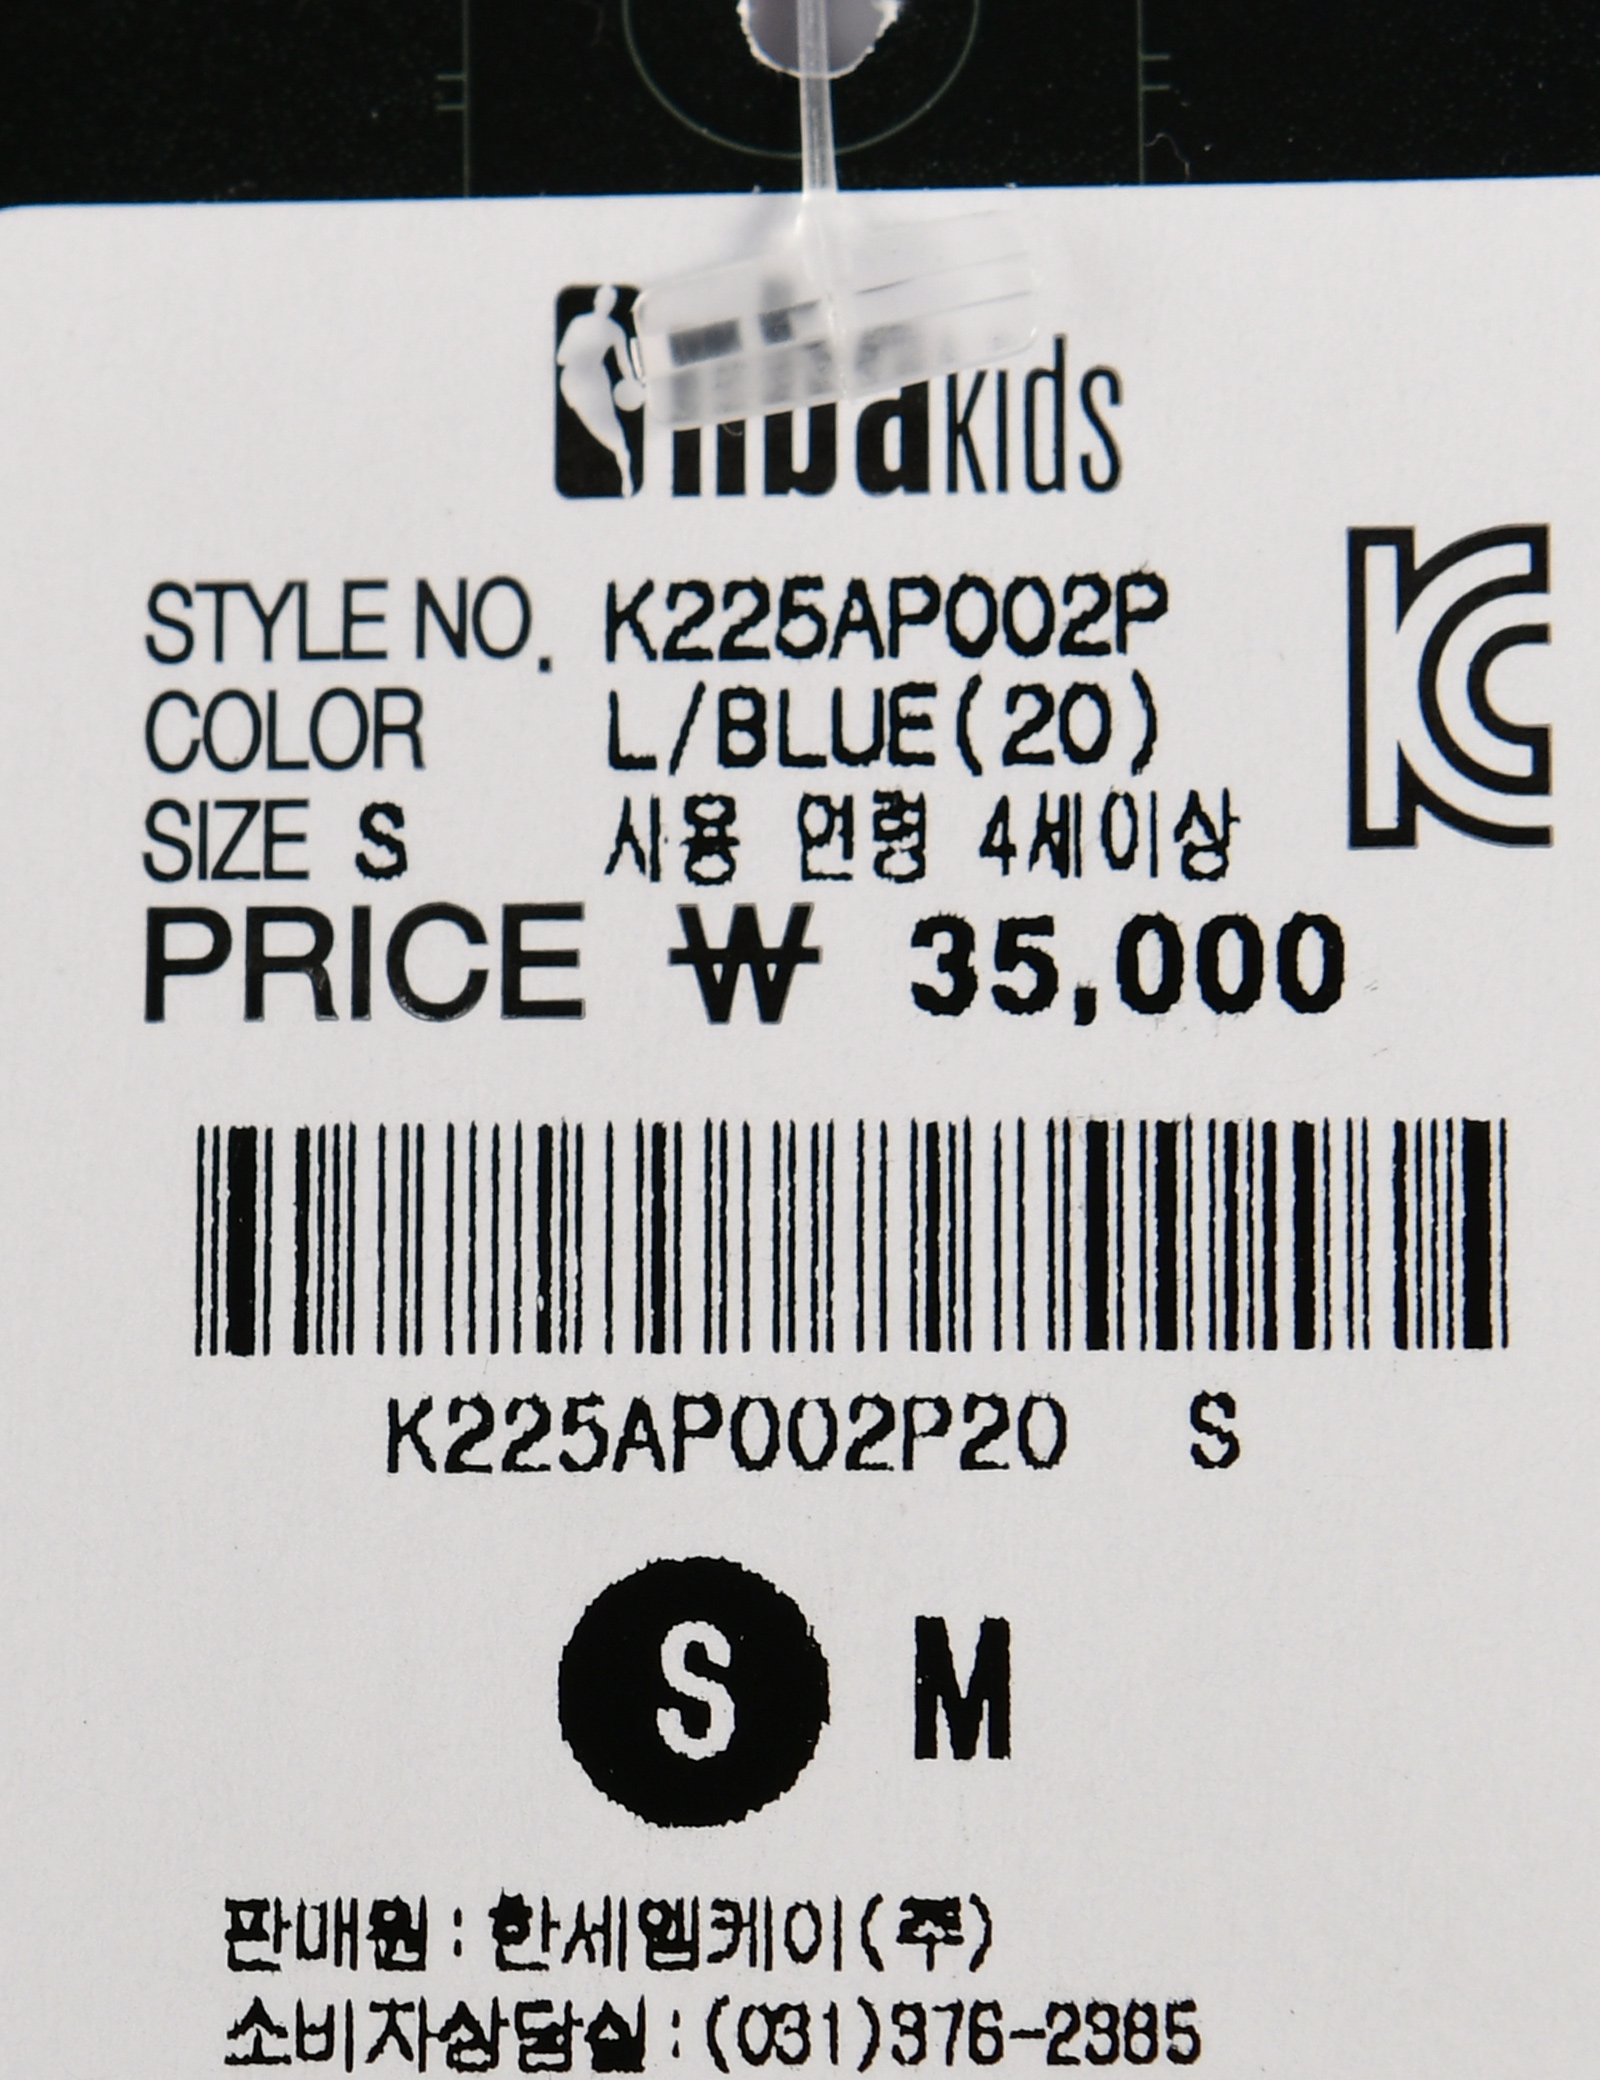 nbakids
STYLE NO. K225AP002P
COLOR L/BLUE(20)
SIZE S 사용 연령 4세이상
PRICE ₩ 35,000
K225AP002P20 S
S M
판매원:한세엠케이(주)
소비자상담실:(031)376-2385